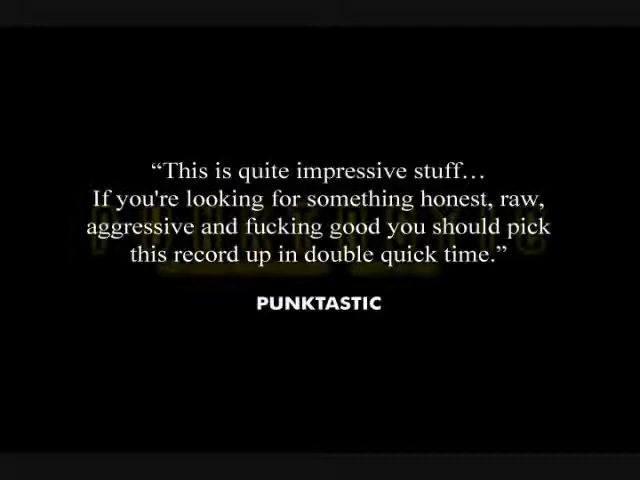 “This is quite impressive stuff…
If you're looking for something honest, raw,
aggressive and fucking good you should pick
this record up in double quick time.”
PUNKTASTIC